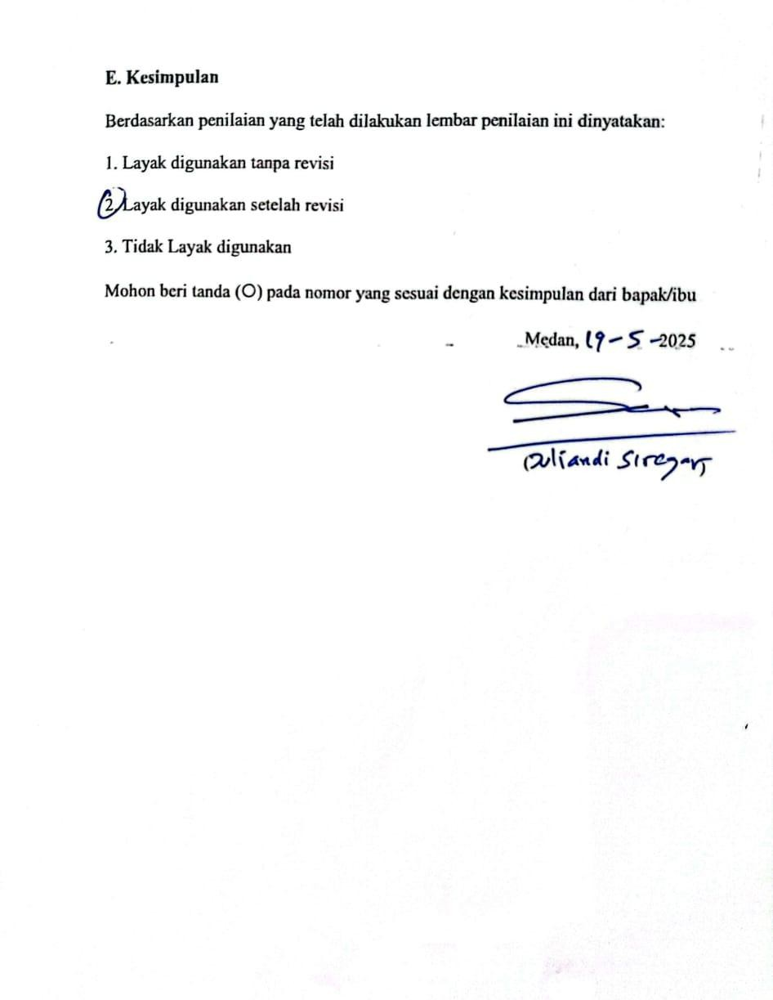 E. Kesimpulan
Berdasarkan penilaian yang telah dilakukan lembar penilaian ini dinyatakan:
1. Layak digunakan tanpa revisi
2. Layak digunakan setelah revisi
3. Tidak Layak digunakan
Mohon beri tanda (O) pada nomor yang sesuai dengan kesimpulan dari bapak/ibu
Medan, 19-5-2025
Siregar